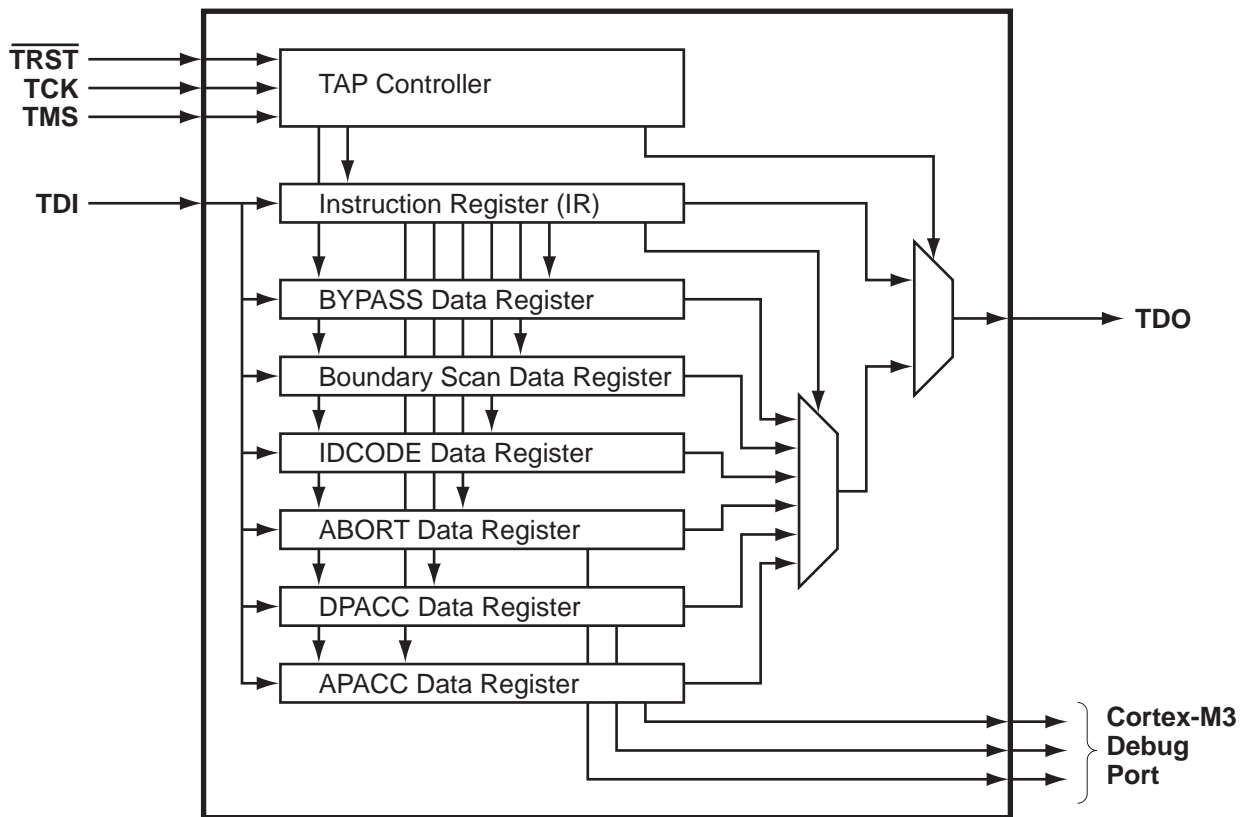 TRST
TCK
TMS
TAP Controller
TDI
Instruction Register (IR)
BYPASS Data Register
TDO
Boundary Scan Data Register
IDCODE Data Register
ABORT Data Register
DPACC Data Register
APACC Data Register
Cortex-M3
Debug
Port